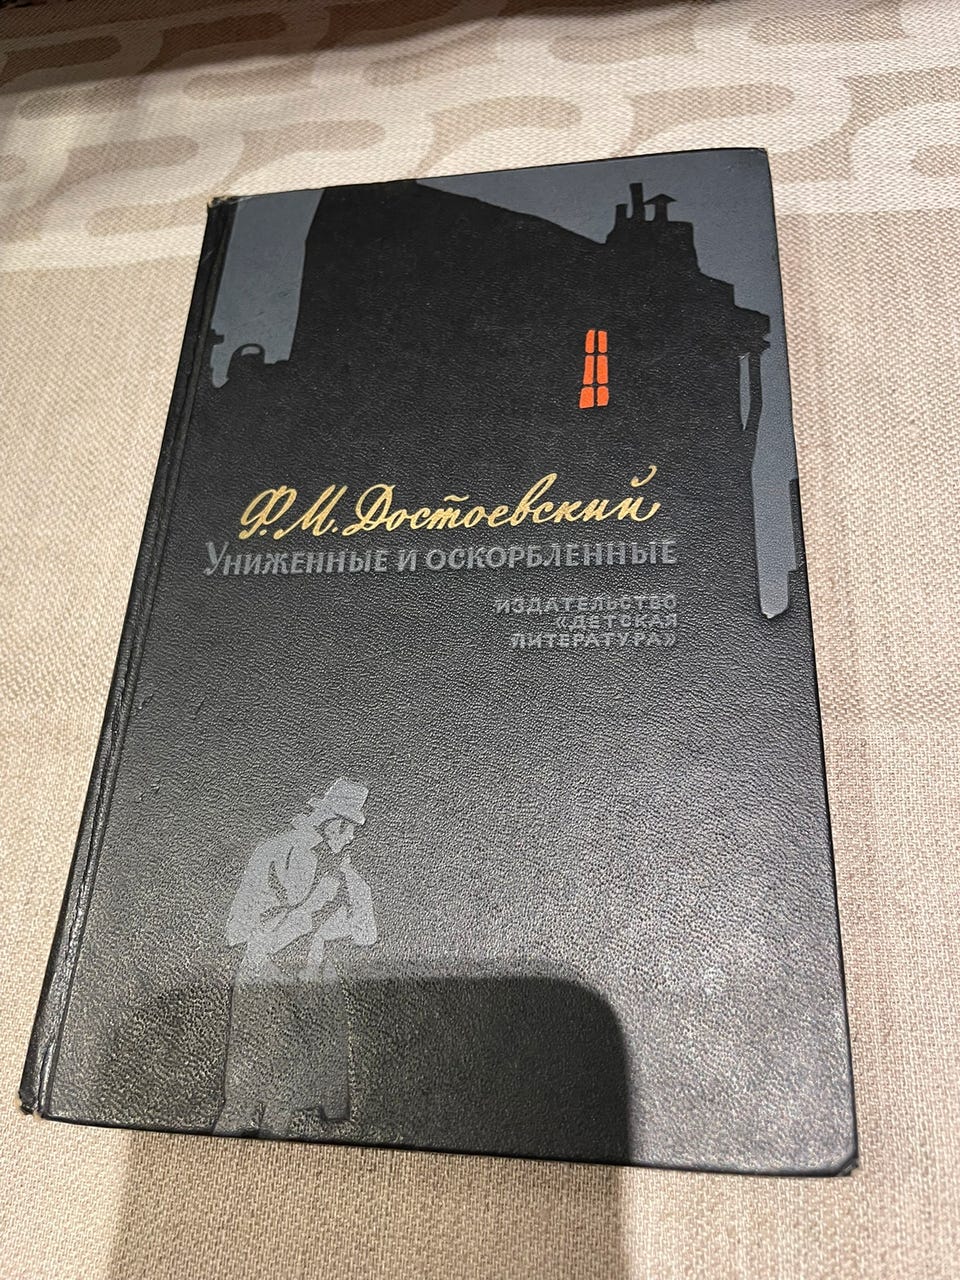 Ф. М. Достоевский
Униженные и оскорбленные
ИЗДАТЕЛЬСТВО
«ДЕТСКАЯ
ЛИТЕРАТУРА»